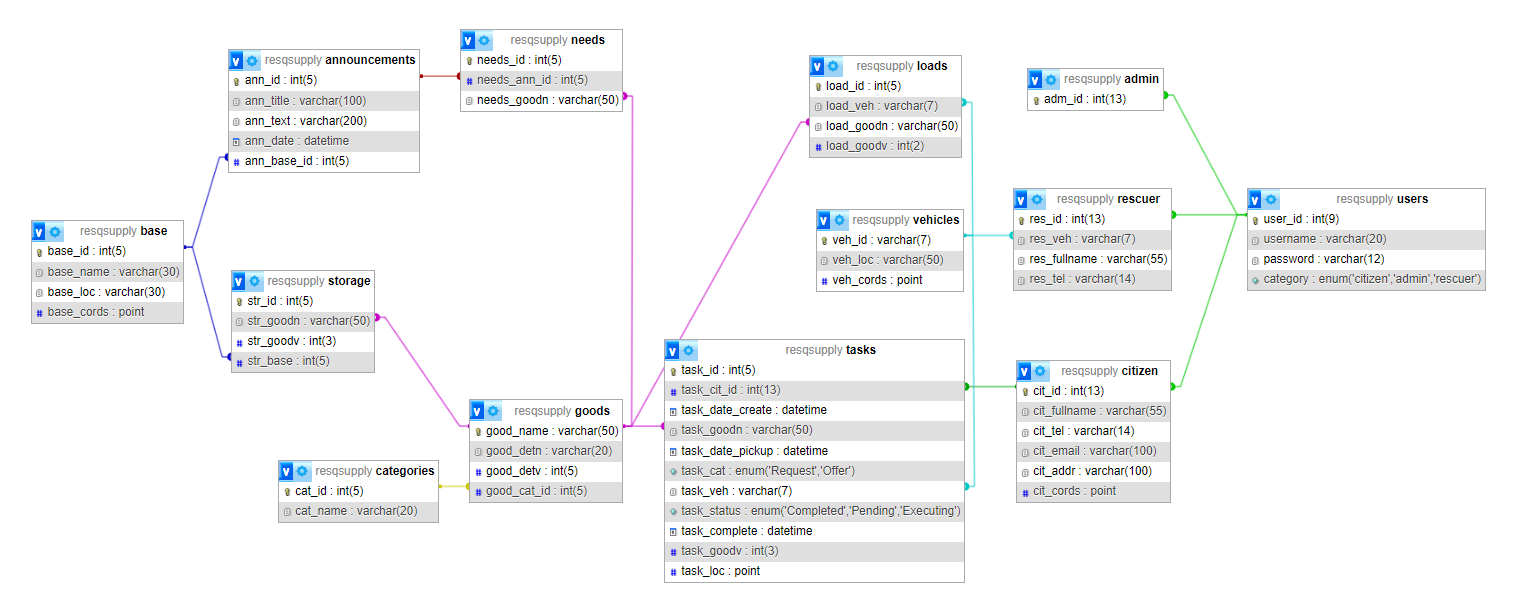 resqsupply announcements
ann_id : int(5)
ann_title : varchar(100)
ann_text : varchar(200)
ann_date : datetime
ann_base_id : int(5)
resqsupply needs
needs_id : int(5)
needs_ann_id : int(5)
needs_goodn : varchar(50)
resqsupply loads
load_id : int(5)
load_veh : varchar(7)
load_goodn : varchar(50)
load_goodv : int(2)
resqsupply admin
adm_id : int(13)
resqsupply base
base_id : int(5)
base_name : varchar(30)
base_loc : varchar(30)
base_cords : point
resqsupply storage
str_id : int(5)
str_goodn : varchar(50)
str_goodv : int(3)
str_base : int(5)
resqsupply vehicles
veh_id : varchar(7)
veh_loc : varchar(50)
veh_cords : point
resqsupply rescuer
res_id : int(13)
res_veh : varchar(7)
res_fullname : varchar(55)
res_tel : varchar(14)
resqsupply users
user_id : int(9)
username : varchar(20)
password : varchar(12)
category : enum('citizen','admin','rescuer')
resqsupply categories
cat_id : int(5)
cat_name : varchar(20)
resqsupply goods
good_name : varchar(50)
good_detn : varchar(20)
good_detv : int(5)
good_cat_id : int(5)
resqsupply tasks
task_id : int(5)
task_cit_id : int(13)
task_date_create : datetime
task_goodn : varchar(50)
task_date_pickup : datetime
task_cat : enum('Request','Offer')
task_veh : varchar(7)
task_status : enum('Completed','Pending','Executing')
task_complete : datetime
task_goodv : int(3)
task_loc : point
resqsupply citizen
cit_id : int(13)
cit_fullname : varchar(55)
cit_tel : varchar(14)
cit_email : varchar(100)
cit_addr : varchar(100)
cit_cords : point